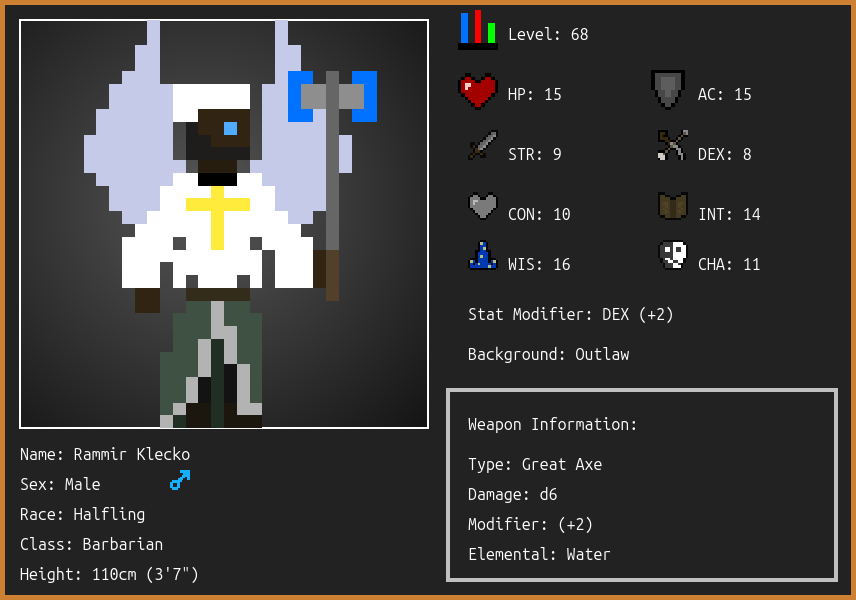 Level: 68
HP: 15
AC: 15
STR: 9
DEX: 8
CON: 10
INT: 14
WIS: 16
CHA: 11
Stat Modifier: DEX (+2)
Background: Outlaw
Weapon Information:
Type: Great Axe
Damage: d6
Modifier: (+2)
Elemental: Water
Name: Rammir Klecko
Sex: Male
Race: Halfling
Class: Barbarian
Height: 110cm (3'7")